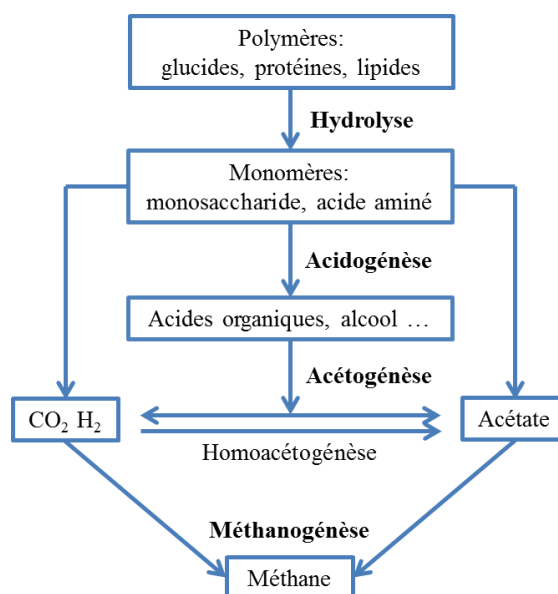 Polymères:
glucides, protéines, lipides
Hydrolyse
Monomères:
monosaccharide, acide aminé
Acidogénèse
Acides organiques, alcool …
Acétogénèse
CO₂ H₂
Acétate
Homoacétogénèse
Méthanogénèse
Méthane